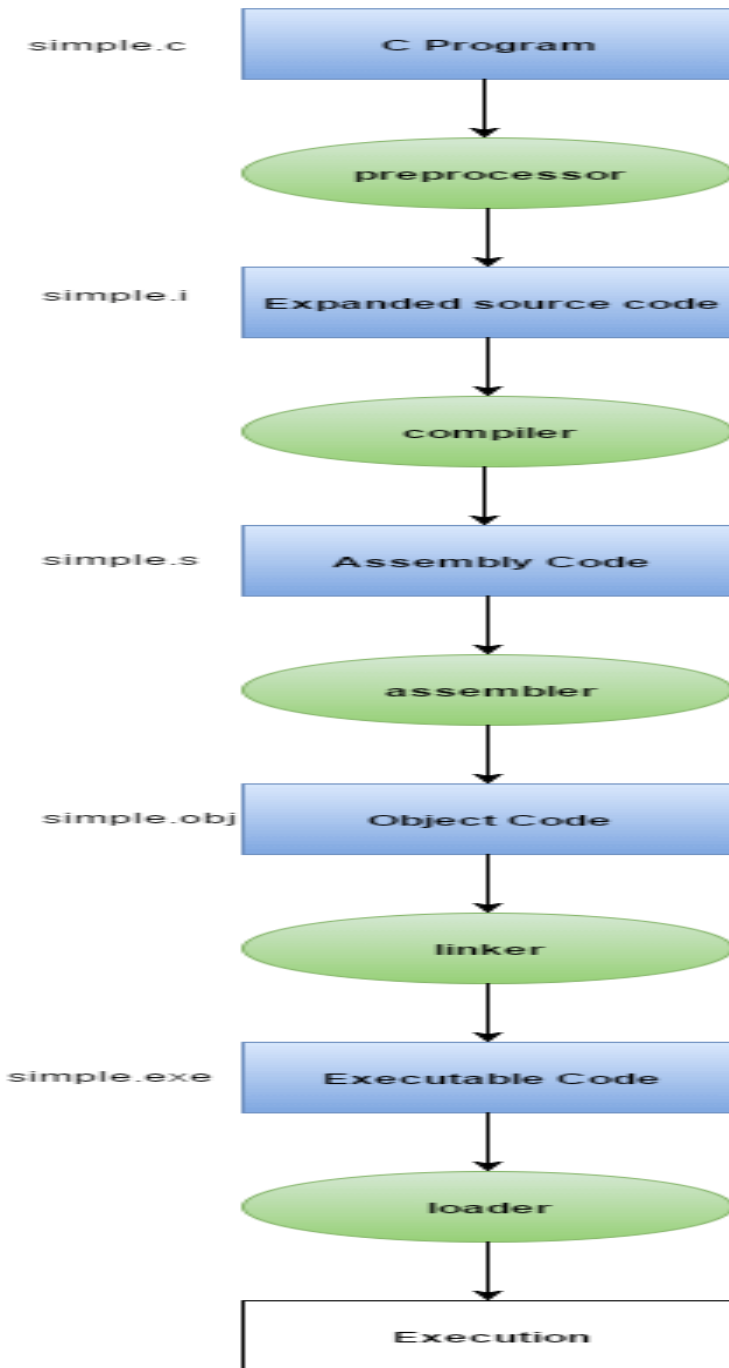 simple.c
C Program
preprocessor
simple.i
Expanded source code
compiler
simple.s
Assembly Code
assembler
simple.obj
Object Code
linker
simple.exe
Executable Code
loader
Execution